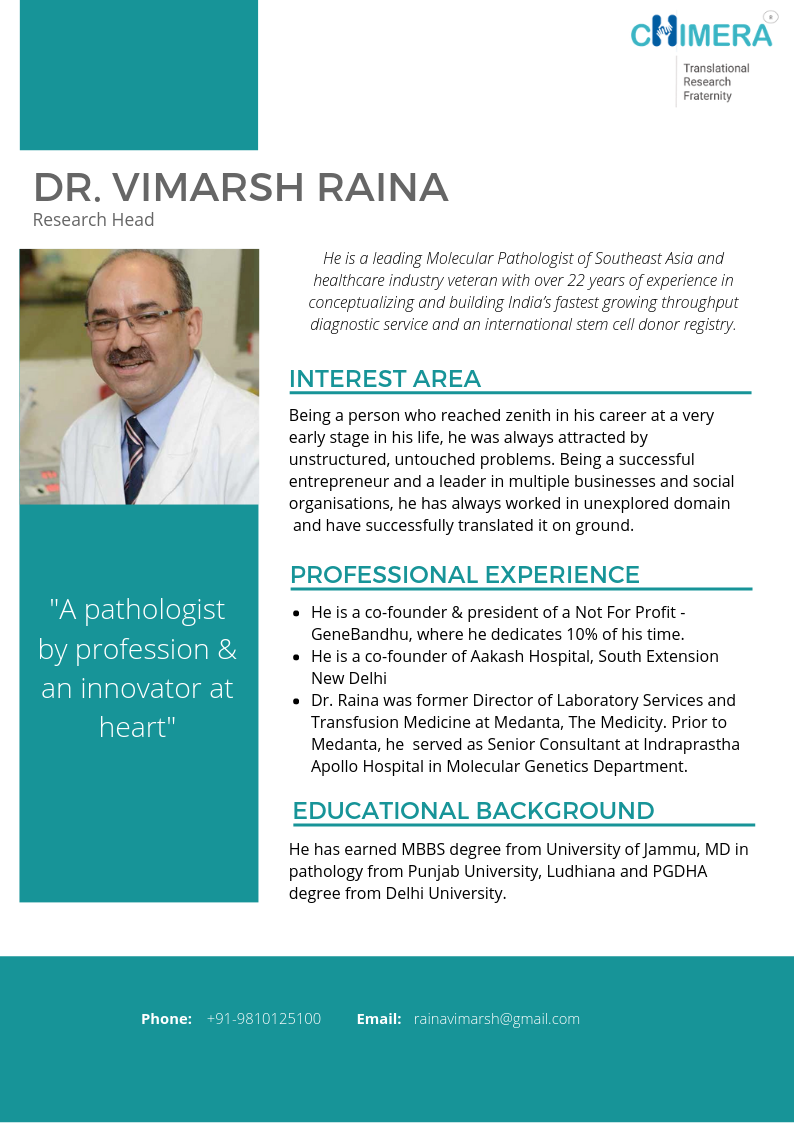 CHIMERA
®
Translational
Research
Fraternity
DR. VIMARSH RAINA
Research Head
He is a leading Molecular Pathologist of Southeast Asia and
healthcare industry veteran with over 22 years of experience in
conceptualizing and building India's fastest growing throughput
diagnostic service and an international stem cell donor registry.
INTEREST AREA
Being a person who reached zenith in his career at a very
early stage in his life, he was always attracted by
unstructured, untouched problems. Being a successful
entrepreneur and a leader in multiple businesses and social
organisations, he has always worked in unexplored domain
and have successfully translated it on ground.
PROFESSIONAL EXPERIENCE
• He is a co-founder & president of a Not For Profit -
GeneBandhu, where he dedicates 10% of his time.
• He is a co-founder of Aakash Hospital, South Extension
New Delhi
• Dr. Raina was former Director of Laboratory Services and
Transfusion Medicine at Medanta, The Medicity. Prior to
Medanta, he  served as Senior Consultant at Indraprastha
Apollo Hospital in Molecular Genetics Department.
"A pathologist
by profession &
an innovator at
heart"
EDUCATIONAL BACKGROUND
He has earned MBBS degree from University of Jammu, MD in
pathology from Punjab University, Ludhiana and PGDHA
degree from Delhi University.
Phone: +91-9810125100 Email: rainavimarsh@gmail.com